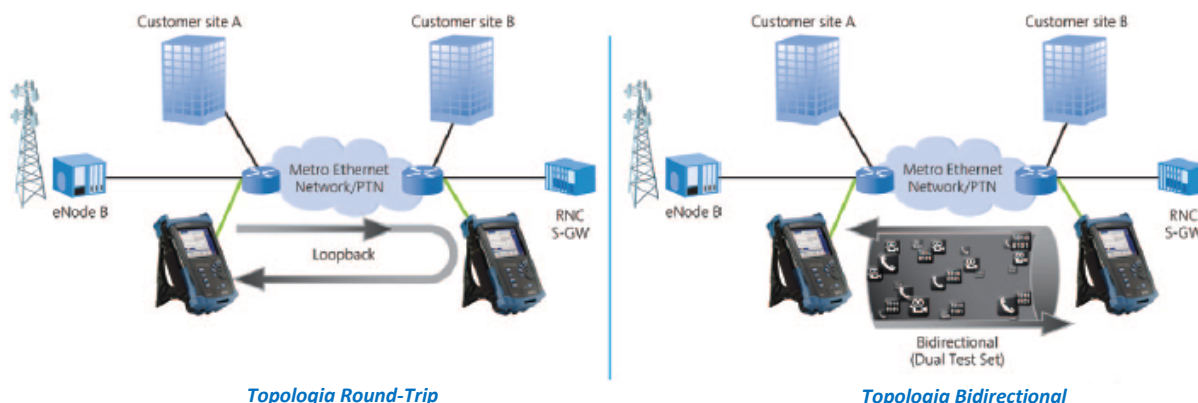 Customer site A
Customer site B
Metro Ethernet
Network/PTN
eNode B
RNC
S-GW
Loopback
Topologia Round-Trip
Customer site A
Customer site B
Metro Ethernet
Network/PTN
eNode B
RNC
S-GW
Bidirectional
(Dual Test Set)
Topologia Bidirectional